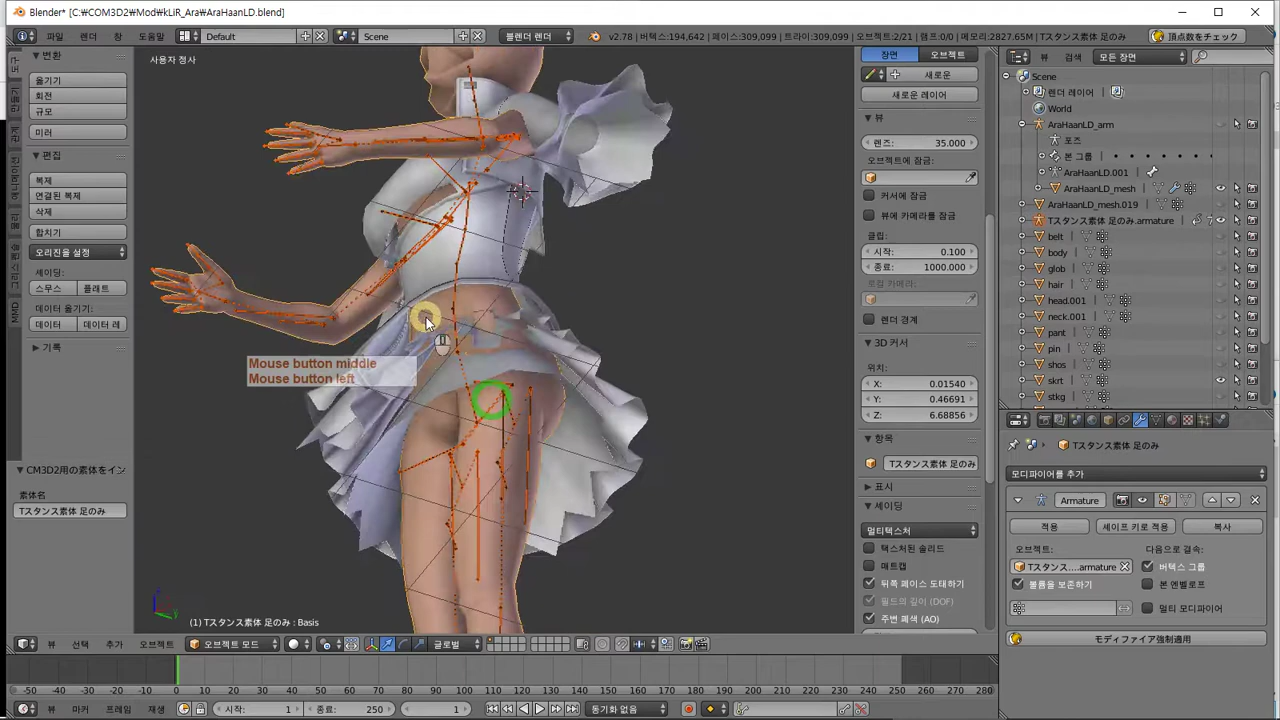 Blender* [C:￦COM3D2￦Mod￦kLiR_Ara￦AraHaanLD.blend]
파일 렌더 창 도움말 Default Scene 블렌더 렌더 v2.78 | 버텍스:194,642 | 페이스:309,099 | 트라이:309,099 | 오브젝트:1/21 | 램프:0/0 | 메모리:2827.65M | Tスタンス素体 足のみ 頂点数をチェック
변환
옮기기
회전
규모
미러
편집
복제
연결된 복제
삭제
합치기
오리진을 설정
셰이딩:
스무스 플래트
데이터 옮기기:
데이터 데이터 레
기록
CM3D2用の素体をイン
素体名
Tスタンス素体 足のみ
MMD
사용자 정사
Mouse button middle
Mouse button left
(1) Tスタンス素体 足のみ : Basis
뷰 선택 추가 오브젝트 오브젝트 모드 글로벌
장면 오브젝트
새로운
새로운 레이어
뷰
렌즈: 35.000
오브젝트에 잠금:
커서에 잠금
뷰에 카메라를 잠금
클립:
시작: 0.100
종료: 1000.000
로컬 카메라:
렌더 경계
3D 커서
위치:
X: 0.01540
Y: 0.46691
Z: 6.68856
항목
Tスタンス素体 足のみ
표시
셰이딩
멀티텍스처
텍스처된 솔리드
매트캡
뒤쪽 페이스 도태하기
필드의 깊이 (DOF)
주변 폐색 (AO)
뷰 검색 모든 장면
Scene
렌더 레이어
World
AraHaanLD_arm
포즈
본 그룹
AraHaanLD.001
AraHaanLD_mesh
AraHaanLD_mesh.019
Tスタンス素体 足のみ.armature
belt
body
glob
hair
head.001
neck.001
pant
pin
shos
skrt
stkg
Tスタンス素体 足のみ
모디파이어를 추가
Armature
적용 셰이프 키로 적용 복사
오브젝트: 다음으로 결속:
Tスタ....armature 버텍스 그룹
볼륨을 보존하기 본 엔벨로프
멀티 모디파이어
モディファイア強制適用
-50 -40 -30 -20 -10 0 10 20 30 40 50 60 70 80 90 100 110 120 130 140 150 160 170 180 190 200 210 220 230 240 250 260 270 280
뷰 마커 프레임 재생 시작: 1 종료: 250 1 동기화 없음